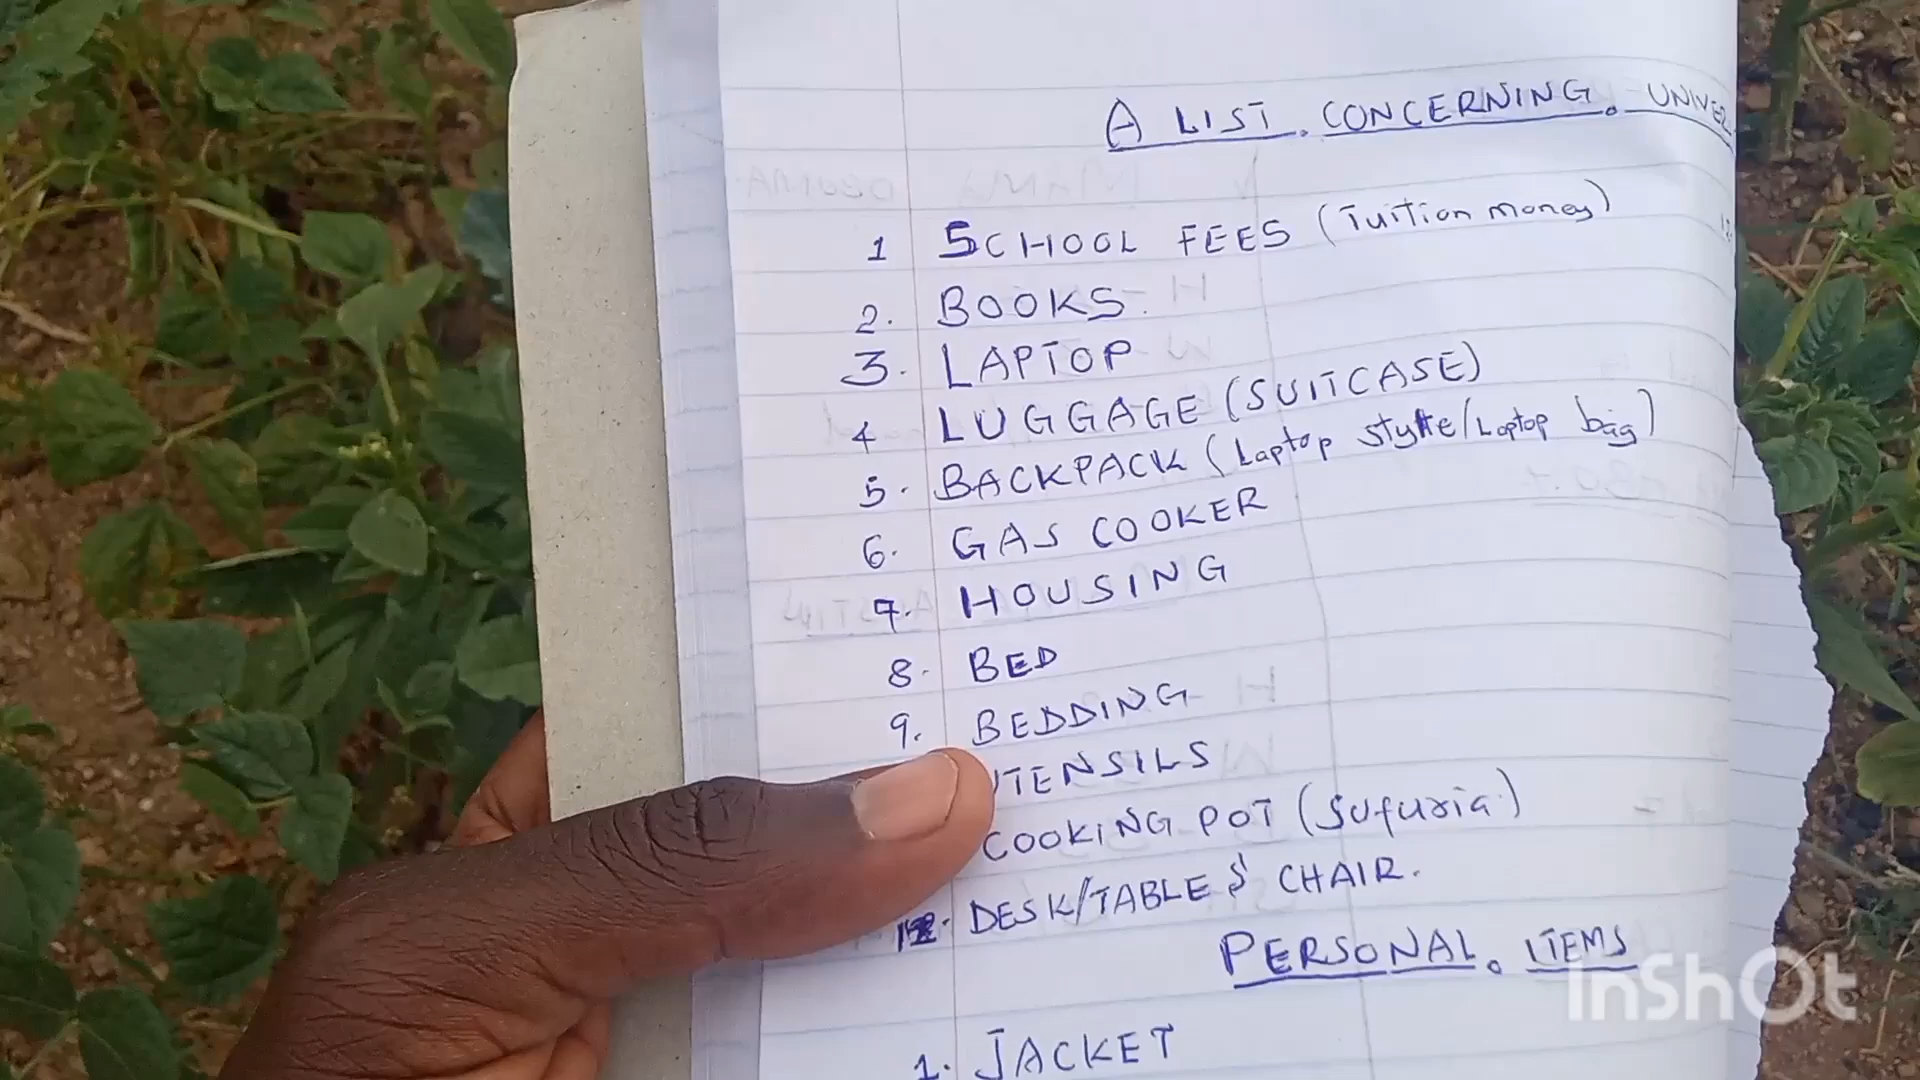 A LIST. CONCERNING. UNIVER
1 SCHOOL FEES (Tuition money)
2. BOOKS.
3. LAPTOP
4 LUGGAGE (SUITCASE)
5. BACKPACK (Laptop style/Laptop bag)
6. GAS COOKER
7. HOUSING
8. BED
9. BEDDING
UTENSILS
COOKING POT (Sufuria)
12. DESK/TABLE & CHAIR.
PERSONAL. ITEMS
1. JACKET
InShOt